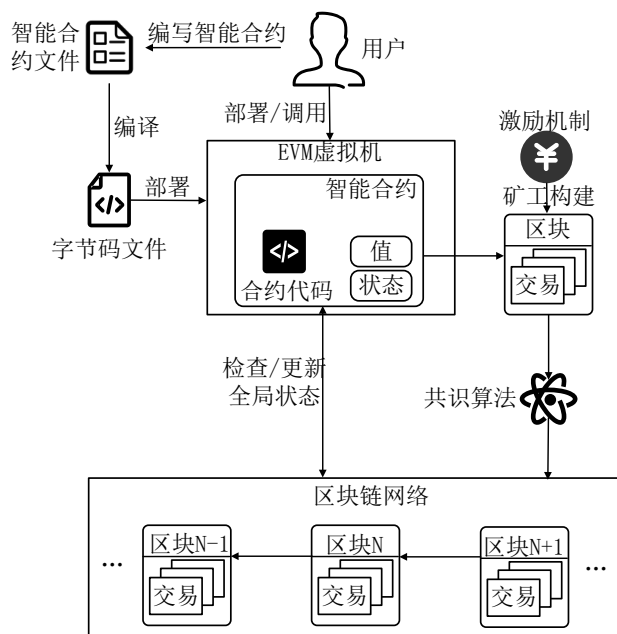 智能合
约文件
编写智能合约
用户
编译
部署/调用
激励机制
EVM虚拟机
¥
智能合约
矿工构建
部署
</>
区块
</>
值
字节码文件
合约代码
状态
交易
检查/更新
全局状态
共识算法
区块链网络
区块N-1
区块N
区块N+1
...
...
交易
交易
交易